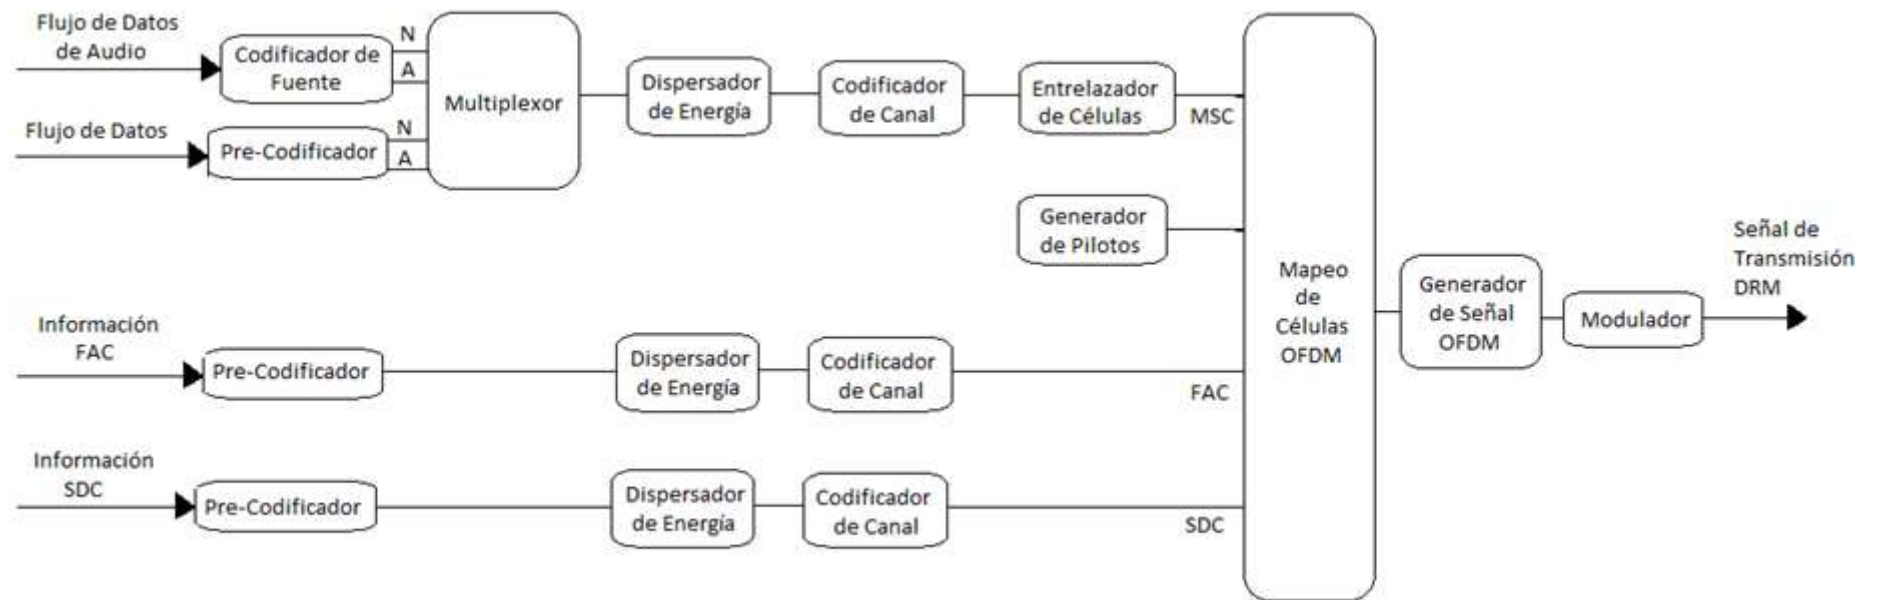 Flujo de Datos
de Audio
Codificador de
Fuente
N
A
Multiplexor
Dispersador
de Energía
Codificador
de Canal
Entrelazador
de Células
MSC
Flujo de Datos
Pre-Codificador
N
A
Generador
de Pilotos
Mapeo
de
Células
OFDM
Generador
de Señal
OFDM
Modulador
Señal de
Transmisión
DRM
Información
FAC
Pre-Codificador
Dispersador
de Energía
Codificador
de Canal
FAC
Información
SDC
Pre-Codificador
Dispersador
de Energía
Codificador
de Canal
SDC